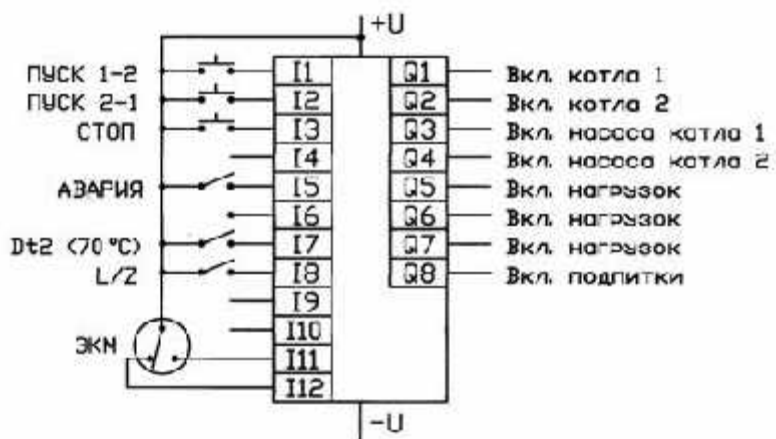 +U
ПУСК 1-2 I1 Q1 Вкл. котла 1
ПУСК 2-1 I2 Q2 Вкл. котла 2
СТОП I3 Q3 Вкл. насоса котла 1
I4 Q4 Вкл. насоса котла 2
АВАРИЯ I5 Q5 Вкл. нагрузок
I6 Q6 Вкл. нагрузок
Dt2 (70 °C) I7 Q7 Вкл. нагрузок
L/Z I8 Q8 Вкл. подпитки
I9
I10
ЭКМ I11
I12
-U